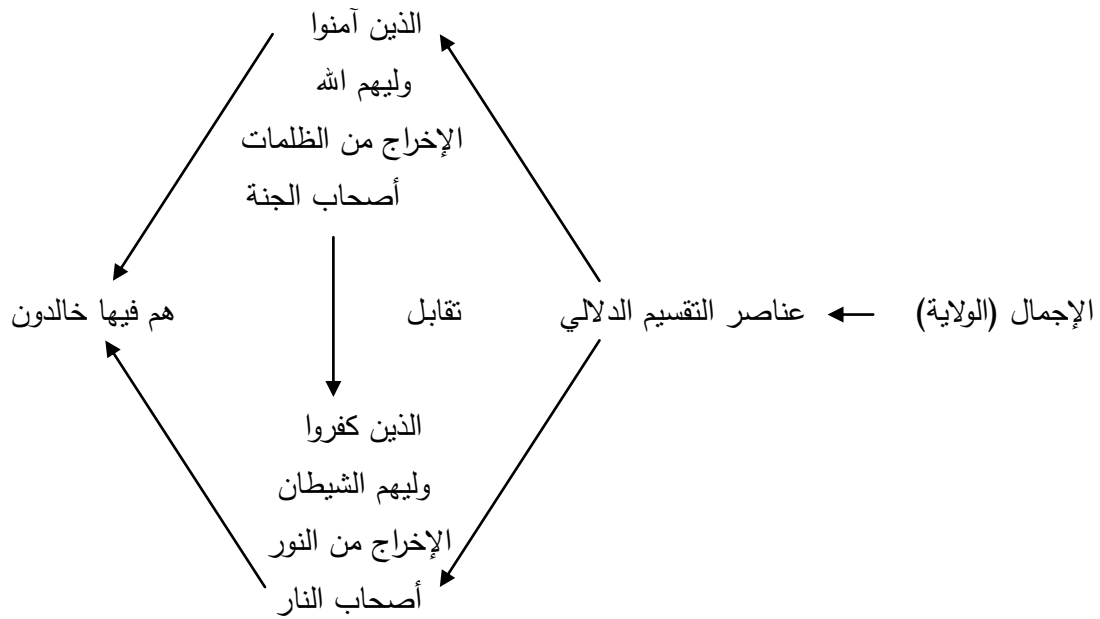 الذين آمنوا
وليهم الله
الإخراج من الظلمات
أصحاب الجنة
الإجمال (الولاية) عناصر التقسيم الدلالي تقابل هم فيها خالدون
الذين كفروا
وليهم الشيطان
الإخراج من النور
أصحاب النار